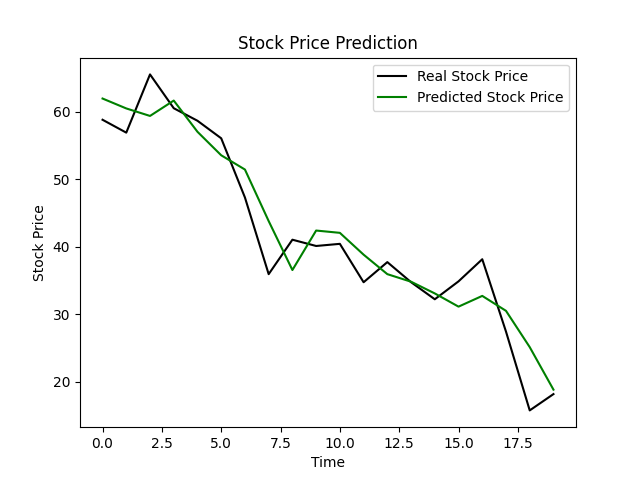 Stock Price Prediction
Real Stock Price
Predicted Stock Price
Stock Price
60
50
40
30
20
0.0 2.5 5.0 7.5 10.0 12.5 15.0 17.5
Time